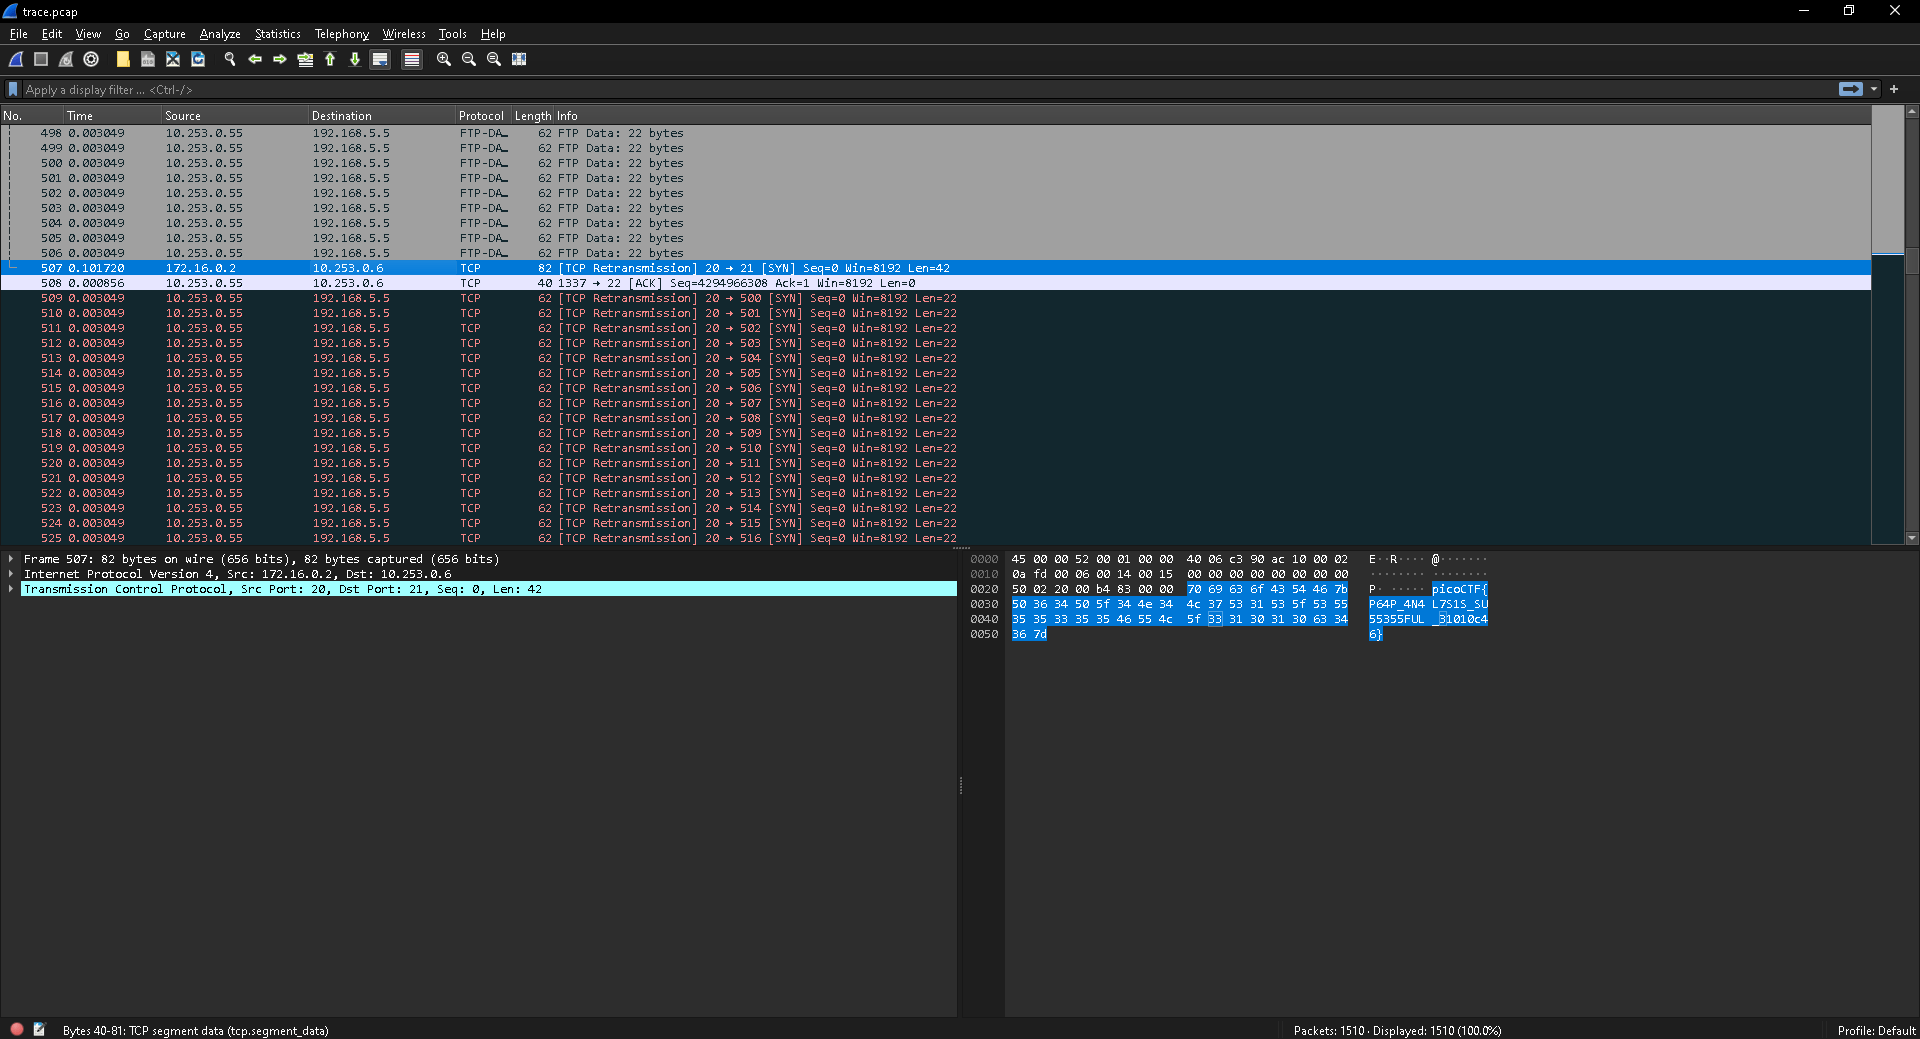 trace.pcap
File Edit View Go Capture Analyze Statistics Telephony Wireless Tools Help
Apply a display filter ... <Ctrl-/>
No. Time Source Destination Protocol Length Info
498 0.003049 10.253.0.55 192.168.5.5 FTP-DA… 62 FTP Data: 22 bytes
499 0.003049 10.253.0.55 192.168.5.5 FTP-DA… 62 FTP Data: 22 bytes
500 0.003049 10.253.0.55 192.168.5.5 FTP-DA… 62 FTP Data: 22 bytes
501 0.003049 10.253.0.55 192.168.5.5 FTP-DA… 62 FTP Data: 22 bytes
502 0.003049 10.253.0.55 192.168.5.5 FTP-DA… 62 FTP Data: 22 bytes
503 0.003049 10.253.0.55 192.168.5.5 FTP-DA… 62 FTP Data: 22 bytes
504 0.003049 10.253.0.55 192.168.5.5 FTP-DA… 62 FTP Data: 22 bytes
505 0.003049 10.253.0.55 192.168.5.5 FTP-DA… 62 FTP Data: 22 bytes
506 0.003049 10.253.0.55 192.168.5.5 FTP-DA… 62 FTP Data: 22 bytes
507 0.101720 172.16.0.2 10.253.0.6 TCP 82 [TCP Retransmission] 20 → 21 [SYN] Seq=0 Win=8192 Len=42
508 0.000856 10.253.0.55 10.253.0.6 TCP 40 1337 → 22 [ACK] Seq=4294966308 Ack=1 Win=8192 Len=0
509 0.003049 10.253.0.55 192.168.5.5 TCP 62 [TCP Retransmission] 20 → 500 [SYN] Seq=0 Win=8192 Len=22
510 0.003049 10.253.0.55 192.168.5.5 TCP 62 [TCP Retransmission] 20 → 501 [SYN] Seq=0 Win=8192 Len=22
511 0.003049 10.253.0.55 192.168.5.5 TCP 62 [TCP Retransmission] 20 → 502 [SYN] Seq=0 Win=8192 Len=22
512 0.003049 10.253.0.55 192.168.5.5 TCP 62 [TCP Retransmission] 20 → 503 [SYN] Seq=0 Win=8192 Len=22
513 0.003049 10.253.0.55 192.168.5.5 TCP 62 [TCP Retransmission] 20 → 504 [SYN] Seq=0 Win=8192 Len=22
514 0.003049 10.253.0.55 192.168.5.5 TCP 62 [TCP Retransmission] 20 → 505 [SYN] Seq=0 Win=8192 Len=22
515 0.003049 10.253.0.55 192.168.5.5 TCP 62 [TCP Retransmission] 20 → 506 [SYN] Seq=0 Win=8192 Len=22
516 0.003049 10.253.0.55 192.168.5.5 TCP 62 [TCP Retransmission] 20 → 507 [SYN] Seq=0 Win=8192 Len=22
517 0.003049 10.253.0.55 192.168.5.5 TCP 62 [TCP Retransmission] 20 → 508 [SYN] Seq=0 Win=8192 Len=22
518 0.003049 10.253.0.55 192.168.5.5 TCP 62 [TCP Retransmission] 20 → 509 [SYN] Seq=0 Win=8192 Len=22
519 0.003049 10.253.0.55 192.168.5.5 TCP 62 [TCP Retransmission] 20 → 510 [SYN] Seq=0 Win=8192 Len=22
520 0.003049 10.253.0.55 192.168.5.5 TCP 62 [TCP Retransmission] 20 → 511 [SYN] Seq=0 Win=8192 Len=22
521 0.003049 10.253.0.55 192.168.5.5 TCP 62 [TCP Retransmission] 20 → 512 [SYN] Seq=0 Win=8192 Len=22
522 0.003049 10.253.0.55 192.168.5.5 TCP 62 [TCP Retransmission] 20 → 513 [SYN] Seq=0 Win=8192 Len=22
523 0.003049 10.253.0.55 192.168.5.5 TCP 62 [TCP Retransmission] 20 → 514 [SYN] Seq=0 Win=8192 Len=22
524 0.003049 10.253.0.55 192.168.5.5 TCP 62 [TCP Retransmission] 20 → 515 [SYN] Seq=0 Win=8192 Len=22
525 0.003049 10.253.0.55 192.168.5.5 TCP 62 [TCP Retransmission] 20 → 516 [SYN] Seq=0 Win=8192 Len=22
Frame 507: 82 bytes on wire (656 bits), 82 bytes captured (656 bits)
Internet Protocol Version 4, Src: 172.16.0.2, Dst: 10.253.0.6
Transmission Control Protocol, Src Port: 20, Dst Port: 21, Seq: 0, Len: 42
0000 45 00 00 52 00 01 00 00 40 06 c3 90 ac 10 00 02 E··R···· @·······
0010 0a fd 00 06 00 14 00 15 00 00 00 00 00 00 00 00 ········ ········
0020 50 02 20 00 b4 83 00 00 70 69 63 6f 43 54 46 7b P· ····· picoCTF{
0030 50 36 34 50 5f 34 4e 34 4c 37 53 31 53 5f 53 55 P64P_4N4 L7S1S_SU
0040 35 35 33 35 35 46 55 4c 5f 33 31 30 31 30 63 34 55355FUL _31010c4
0050 36 7d 6}
Bytes 40-81: TCP segment data (tcp.segment_data)
Packets: 1510 · Displayed: 1510 (100.0%)
Profile: Default